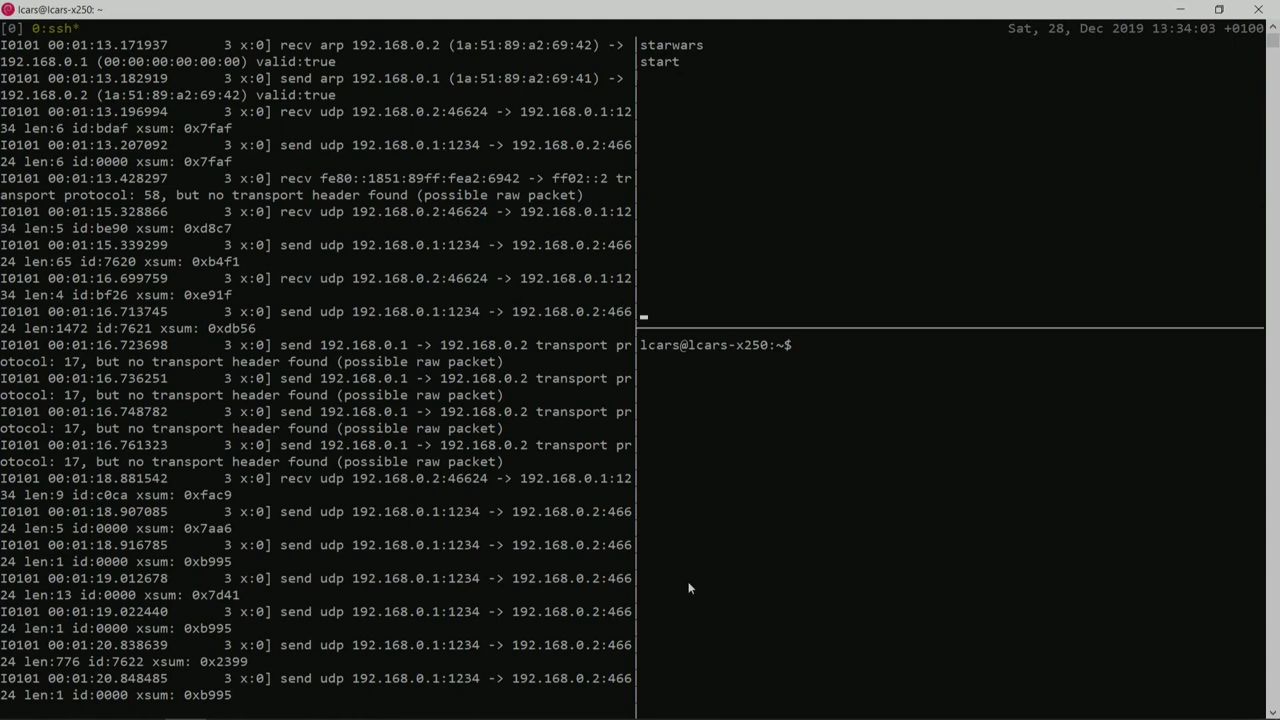 lcars@lcars-x250: ~
[0] 0:ssh*
Sat, 28, Dec 2019 13:34:03 +0100
I0101 00:01:13.171937 3 x:0] recv arp 192.168.0.2 (1a:51:89:a2:69:42) ->
192.168.0.1 (00:00:00:00:00:00) valid:true
I0101 00:01:13.182919 3 x:0] send arp 192.168.0.1 (1a:51:89:a2:69:41) ->
192.168.0.2 (1a:51:89:a2:69:42) valid:true
I0101 00:01:13.196994 3 x:0] recv udp 192.168.0.2:46624 -> 192.168.0.1:12
34 len:6 id:bdaf xsum: 0x7faf
I0101 00:01:13.207092 3 x:0] send udp 192.168.0.1:1234 -> 192.168.0.2:466
24 len:6 id:0000 xsum: 0x7faf
I0101 00:01:13.428297 3 x:0] recv fe80::1851:89ff:fea2:6942 -> ff02::2 tr
ansport protocol: 58, but no transport header found (possible raw packet)
I0101 00:01:15.328866 3 x:0] recv udp 192.168.0.2:46624 -> 192.168.0.1:12
34 len:5 id:be90 xsum: 0xd8c7
I0101 00:01:15.339299 3 x:0] send udp 192.168.0.1:1234 -> 192.168.0.2:466
24 len:65 id:7620 xsum: 0xb4f1
I0101 00:01:16.699759 3 x:0] recv udp 192.168.0.2:46624 -> 192.168.0.1:12
34 len:4 id:bf26 xsum: 0xe91f
I0101 00:01:16.713745 3 x:0] send udp 192.168.0.1:1234 -> 192.168.0.2:466
24 len:1472 id:7621 xsum: 0xdb56
I0101 00:01:16.723698 3 x:0] send 192.168.0.1 -> 192.168.0.2 transport pr
otocol: 17, but no transport header found (possible raw packet)
I0101 00:01:16.736251 3 x:0] send 192.168.0.1 -> 192.168.0.2 transport pr
otocol: 17, but no transport header found (possible raw packet)
I0101 00:01:16.748782 3 x:0] send 192.168.0.1 -> 192.168.0.2 transport pr
otocol: 17, but no transport header found (possible raw packet)
I0101 00:01:16.761323 3 x:0] send 192.168.0.1 -> 192.168.0.2 transport pr
otocol: 17, but no transport header found (possible raw packet)
I0101 00:01:18.881542 3 x:0] recv udp 192.168.0.2:46624 -> 192.168.0.1:12
34 len:9 id:c0ca xsum: 0xfac9
I0101 00:01:18.907085 3 x:0] send udp 192.168.0.1:1234 -> 192.168.0.2:466
24 len:5 id:0000 xsum: 0x7aa6
I0101 00:01:18.916785 3 x:0] send udp 192.168.0.1:1234 -> 192.168.0.2:466
24 len:1 id:0000 xsum: 0xb995
I0101 00:01:19.012678 3 x:0] send udp 192.168.0.1:1234 -> 192.168.0.2:466
24 len:13 id:0000 xsum: 0x7d41
I0101 00:01:19.022440 3 x:0] send udp 192.168.0.1:1234 -> 192.168.0.2:466
24 len:1 id:0000 xsum: 0xb995
I0101 00:01:20.838639 3 x:0] send udp 192.168.0.1:1234 -> 192.168.0.2:466
24 len:776 id:7622 xsum: 0x2399
I0101 00:01:20.848485 3 x:0] send udp 192.168.0.1:1234 -> 192.168.0.2:466
24 len:1 id:0000 xsum: 0xb995
starwars
start
lcars@lcars-x250:~$